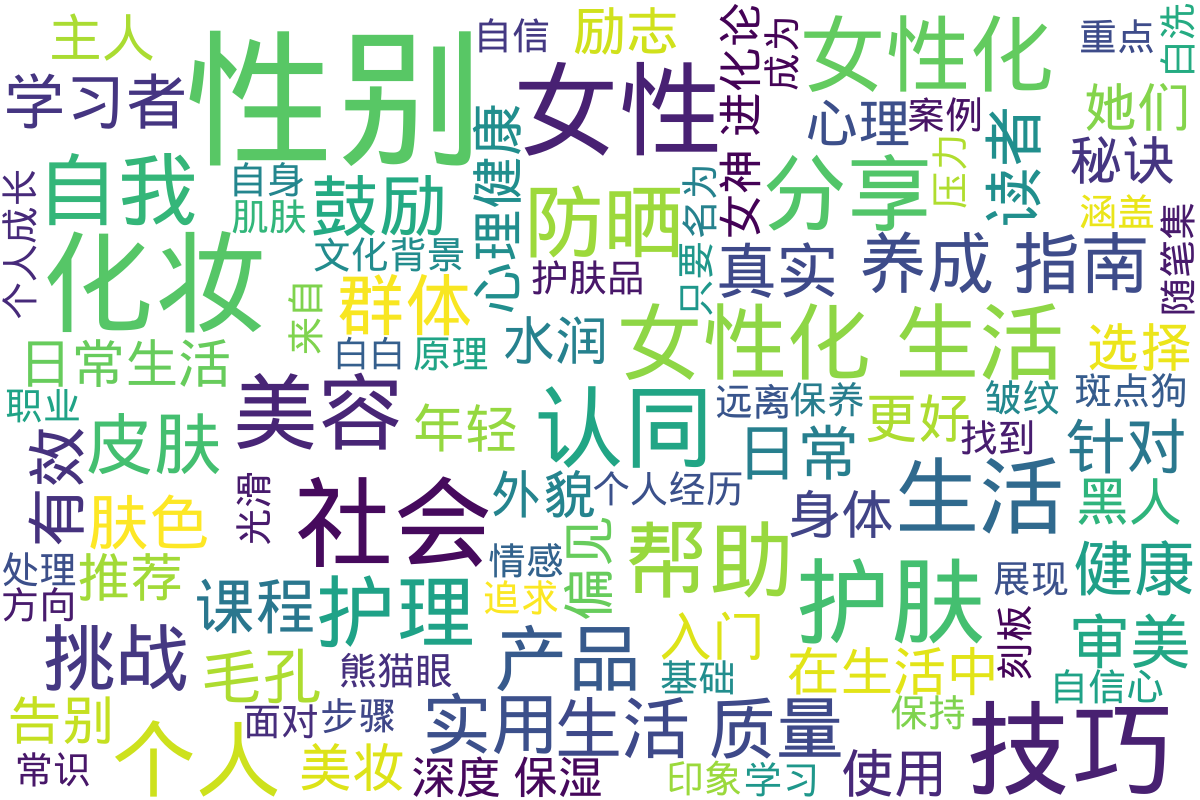 主人
性别
自信
励志
女性
进化论
成为
女性化
重点
白洗
学习者
心理健康
心理
案例
读者
她们
秘诀
自我
自身
肌肤
鼓励
防晒
只要
名为
女神
分享
压力
涵盖
个人成长
化妆
文化背景
护肤品
真实
养成
指南
随笔集
来自
群体
水润
女性化
生活
选择
日常生活
白白
原理
职业
美容
年轻
认同
远离
保养
更好
皱纹
斑点狗
有效
皮肤
日常
找到
针对
光滑
社会
外貌
个人经历
身体
生活
黑人
肤色
处理
推荐
情感
偏见
帮助
护肤
展现
健康
方向
课程
护理
追求
刻板
审美
挑战
毛孔
熊猫眼
产品
入门
基础
在生活中
自信心
告别
个人
面对
步骤
实用生活
质量
保持
技巧
常识
美妆
深度
保湿
印象
学习
使用